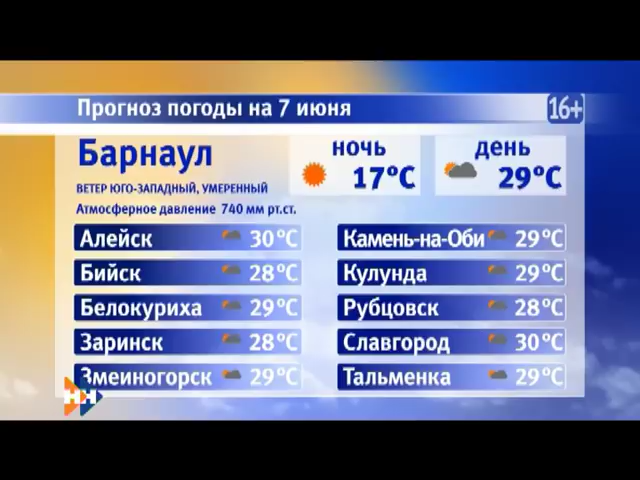 Прогноз погоды на 7 июня
16+
Барнаул
ночь
17°C
день
29°C
ВЕТЕР ЮГО-ЗАПАДНЫЙ, УМЕРЕННЫЙ
Атмосферное давление 740 мм рт.ст.
Алейск 30°C
Бийск 28°C
Белокуриха 29°C
Заринск 28°C
Змеиногорск 29°C
Камень-на-Оби 29°C
Кулунда 29°C
Рубцовск 28°C
Славгород 30°C
Тальменка 29°C
НН